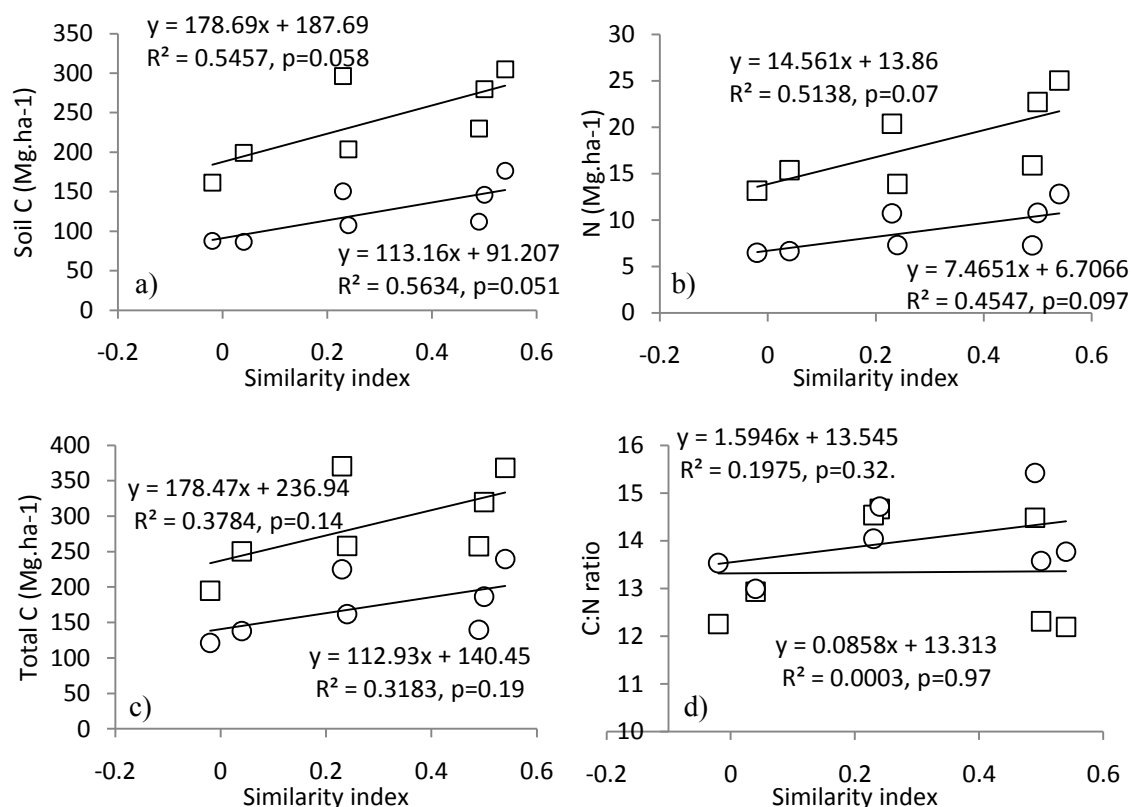 y = 178.69x + 187.69
R² = 0.5457, p=0.058
y = 113.16x + 91.207
R² = 0.5634, p=0.051
Soil C (Mg.ha-1)
400
350
300
250
200
150
100
50
0
-0.2 0 0.2 0.4 0.6
Similarity index
a)
y = 14.561x + 13.86
R² = 0.5138, p=0.07
y = 7.4651x + 6.7066
R² = 0.4547, p=0.097
N (Mg.ha-1)
30
25
20
15
10
5
0
-0.2 0 0.2 0.4 0.6
Similarity index
b)
y = 178.47x + 236.94
R² = 0.3784, p=0.14
y = 112.93x + 140.45
R² = 0.3183, p=0.19
Total C (Mg.ha-1)
400
350
300
250
200
150
100
50
0
-0.2 0 0.2 0.4 0.6
Similarity index
c)
y = 1.5946x + 13.545
R² = 0.1975, p=0.32.
y = 0.0858x + 13.313
R² = 0.0003, p=0.97
C:N ratio
16
15
14
13
12
11
10
-0.2 0 0.2 0.4 0.6
Similarity index
d)